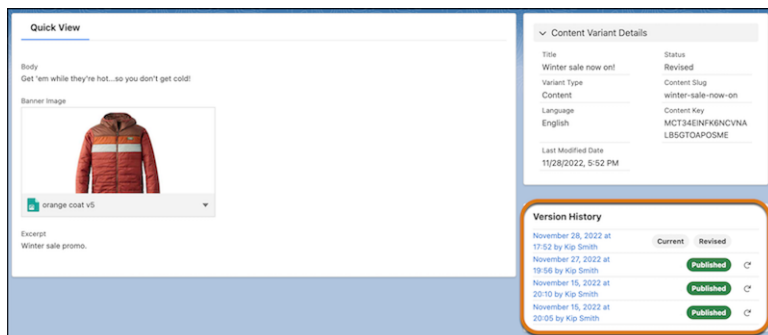 Quick View
Body
Get 'em while they're hot...so you don't get cold!
Banner Image
orange coat v5
Excerpt
Winter sale promo.
Content Variant Details
Title
Winter sale now on!
Status
Revised
Variant Type
Content
Content Slug
winter-sale-now-on
Language
English
Content Key
MCT34EINFK6NCVNA
LB5GTOAPOSME
Last Modified Date
11/28/2022, 5:52 PM
Version History
November 28, 2022 at
17:52 by Kip Smith
Current
Revised
November 27, 2022 at
19:56 by Kip Smith
Published
November 15, 2022 at
20:10 by Kip Smith
Published
November 15, 2022 at
20:05 by Kip Smith
Published